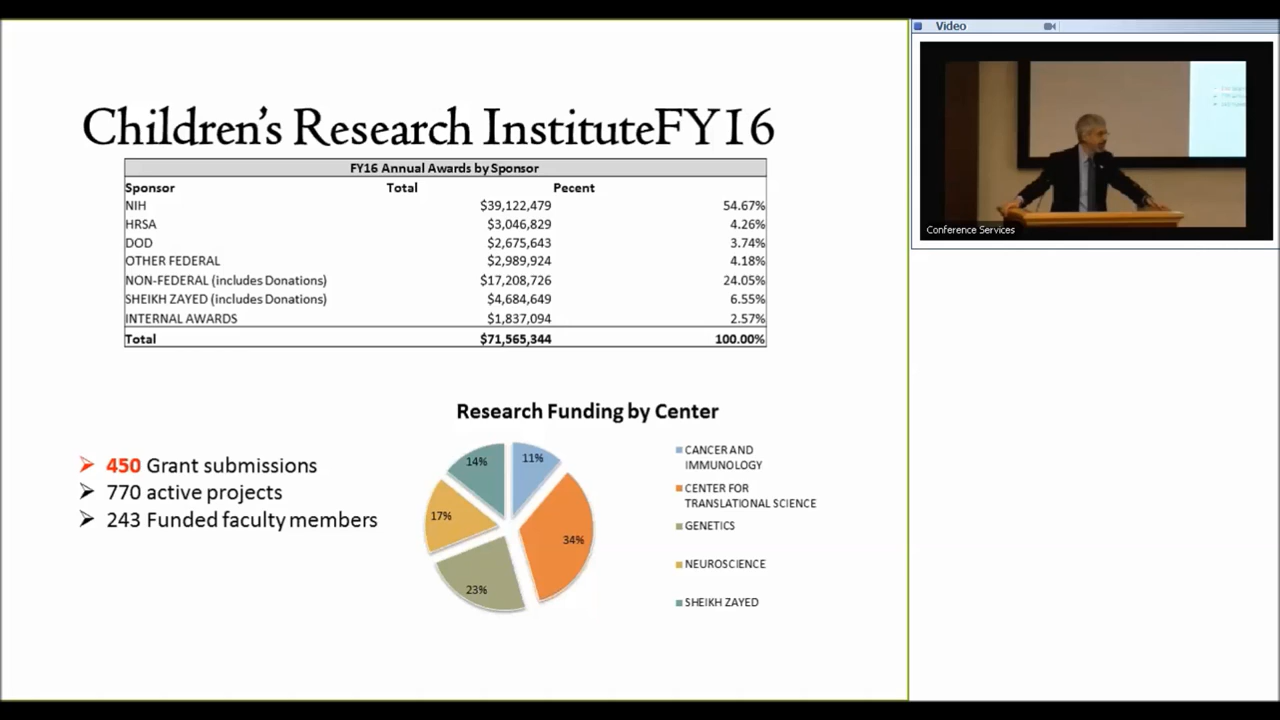 Video
Conference Services
Children's Research InstituteFY16
FY16 Annual Awards by Sponsor
Sponsor Total Pecent
NIH $39,122,479 54.67%
HRSA $3,046,829 4.26%
DOD $2,675,643 3.74%
OTHER FEDERAL $2,989,924 4.18%
NON-FEDERAL (includes Donations) $17,208,726 24.05%
SHEIKH ZAYED (includes Donations) $4,684,649 6.55%
INTERNAL AWARDS $1,837,094 2.57%
Total $71,565,344 100.00%
450 Grant submissions
770 active projects
243 Funded faculty members
Research Funding by Center
14%
11%
17%
34%
23%
CANCER AND
IMMUNOLOGY
CENTER FOR
TRANSLATIONAL SCIENCE
GENETICS
NEUROSCIENCE
SHEIKH ZAYED